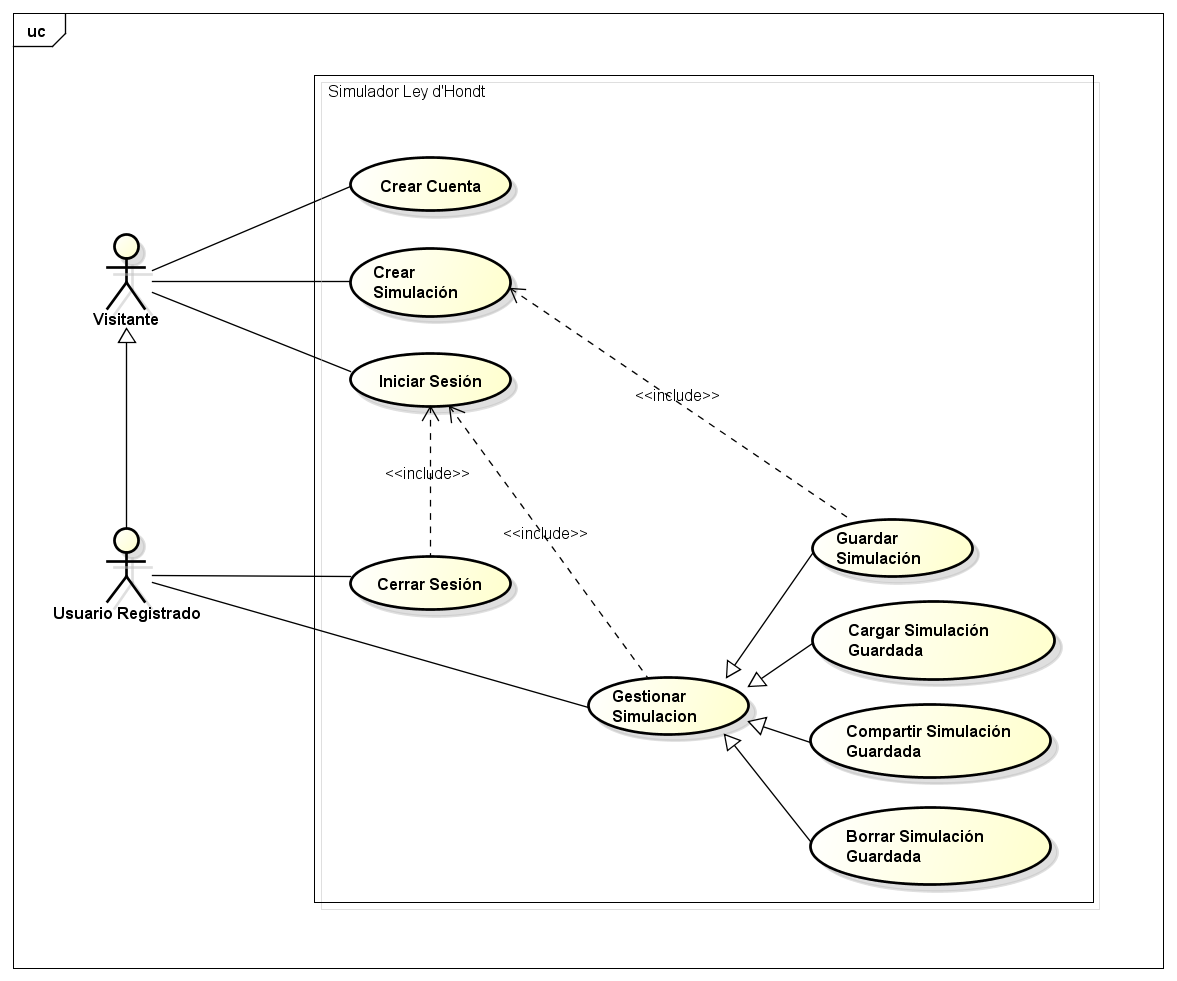 uc
Simulador Ley d'Hondt
Crear Cuenta
Crear
Simulación
Visitante
Iniciar Sesión
<<include>>
<<include>>
<<include>>
Guardar
Simulación
Cerrar Sesión
Usuario Registrado
Cargar Simulación
Guardada
Gestionar
Simulacion
Compartir Simulación
Guardada
Borrar Simulación
Guardada